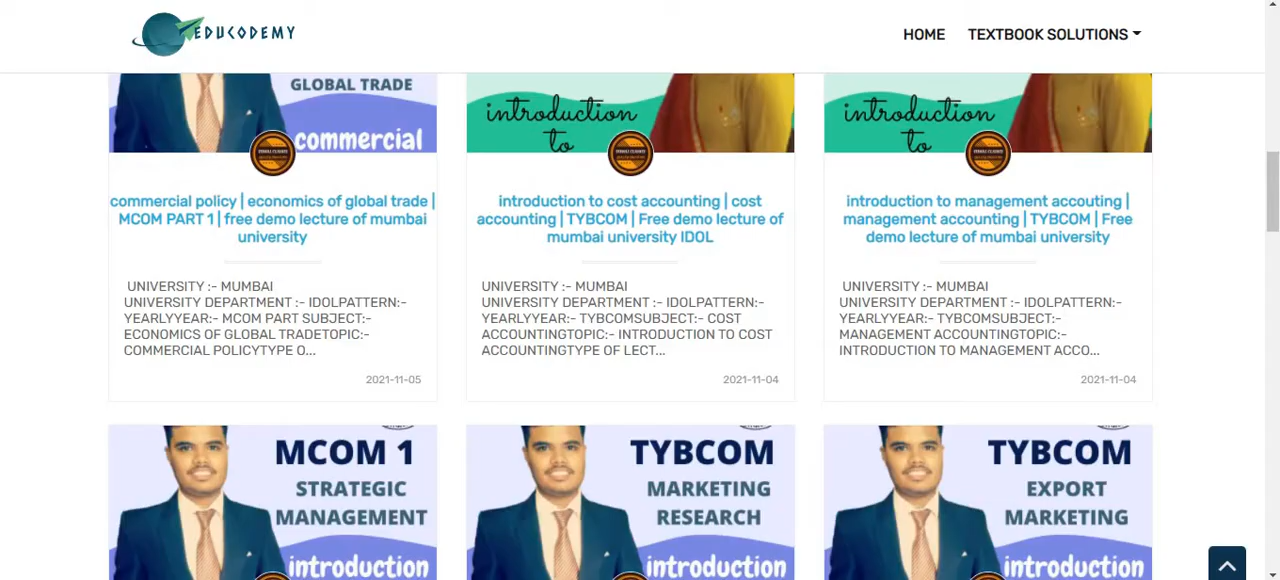 EDUCODEMY
HOME
TEXTBOOK SOLUTIONS
GLOBAL TRADE
commercial
introduction
to
introduction
to
commercial policy | economics of global trade |
MCOM PART 1 | free demo lecture of mumbai
university
UNIVERSITY :- MUMBAI
UNIVERSITY DEPARTMENT :- IDOLPATTERN:-
YEARLYYEAR:- MCOM PART SUBJECT:-
ECONOMICS OF GLOBAL TRADETOPIC:-
COMMERCIAL POLICYTYPE O...
2021-11-05
introduction to cost accounting | cost
accounting | TYBCOM | Free demo lecture of
mumbai university IDOL
UNIVERSITY :- MUMBAI
UNIVERSITY DEPARTMENT :- IDOLPATTERN:-
YEARLYYEAR:- TYBCOMSUBJECT:- COST
ACCOUNTINGTOPIC:- INTRODUCTION TO COST
ACCOUNTINGTYPE OF LECT...
2021-11-04
introduction to management accouting |
management accounting | TYBCOM | Free
demo lecture of mumbai university
UNIVERSITY :- MUMBAI
UNIVERSITY DEPARTMENT :- IDOLPATTERN:-
YEARLYYEAR:- TYBCOMSUBJECT:-
MANAGEMENT ACCOUNTINGTOPIC:-
INTRODUCTION TO MANAGEMENT ACCO...
2021-11-04
MCOM 1
STRATEGIC
MANAGEMENT
introduction
TYBCOM
MARKETING
RESEARCH
introduction
TYBCOM
EXPORT
MARKETING
introduction